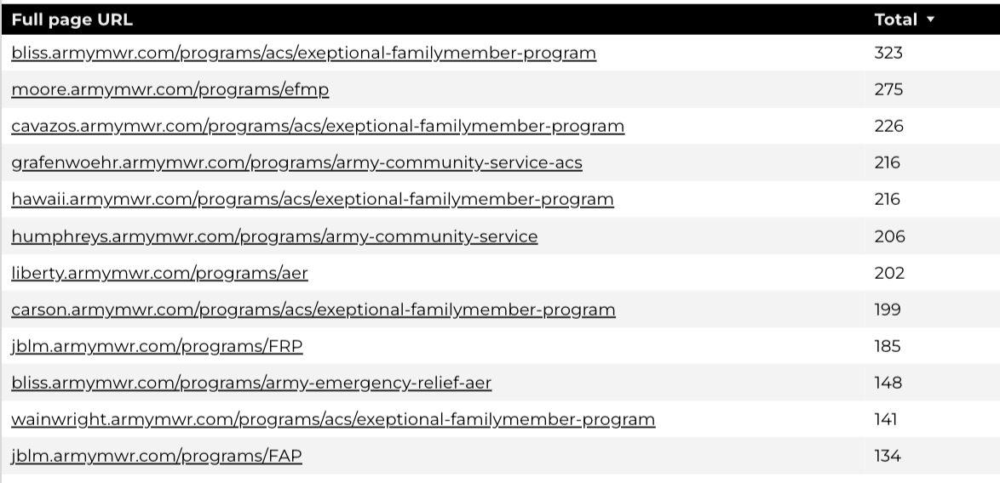 Full page URL Total ▼
bliss.armymwr.com/programs/acs/exeptional-familymember-program 323
moore.armymwr.com/programs/efmp 275
cavazos.armymwr.com/programs/acs/exeptional-familymember-program 226
grafenwoehr.armymwr.com/programs/army-community-service-acs 216
hawaii.armymwr.com/programs/acs/exeptional-familymember-program 216
humphreys.armymwr.com/programs/army-community-service 206
liberty.armymwr.com/programs/aer 202
carson.armymwr.com/programs/acs/exeptional-familymember-program 199
jblm.armymwr.com/programs/FRP 185
bliss.armymwr.com/programs/army-emergency-relief-aer 148
wainwright.armymwr.com/programs/acs/exeptional-familymember-program 141
jblm.armymwr.com/programs/FAP 134